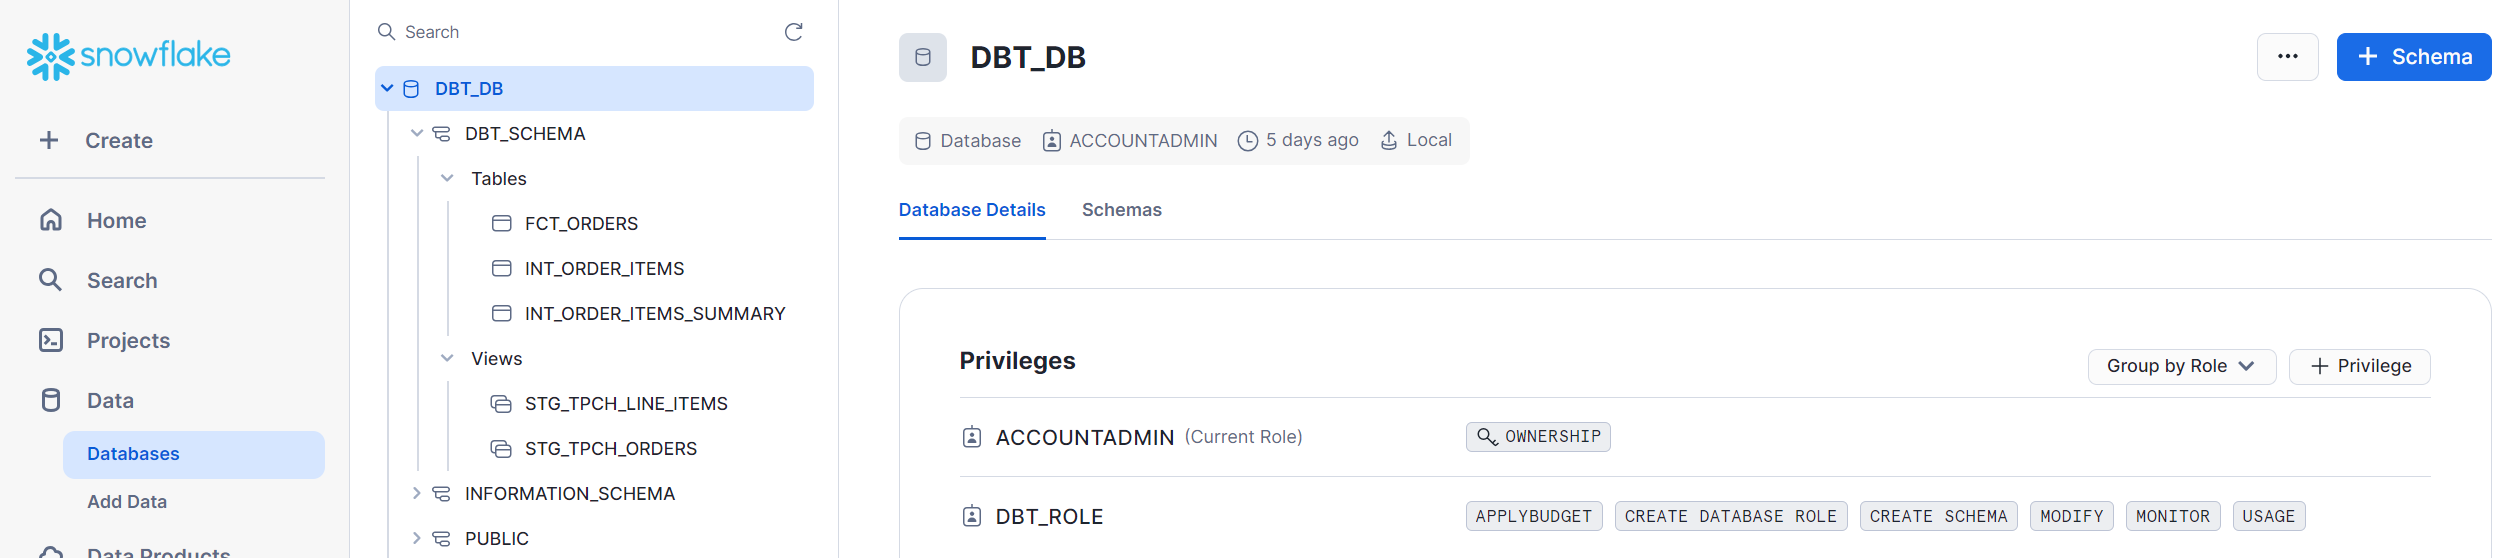 snowflake
Create
Home
Search
Projects
Data
Databases
Add Data
Data Products
Search
DBT_DB
DBT_SCHEMA
Tables
FCT_ORDERS
INT_ORDER_ITEMS
INT_ORDER_ITEMS_SUMMARY
Views
STG_TPCH_LINE_ITEMS
STG_TPCH_ORDERS
INFORMATION_SCHEMA
PUBLIC
DBT_DB
... + Schema
Database ACCOUNTADMIN 5 days ago Local
Database Details Schemas
Privileges
Group by Role + Privilege
ACCOUNTADMIN (Current Role) OWNERSHIP
DBT_ROLE APPLYBUDGET CREATE DATABASE ROLE CREATE SCHEMA MODIFY MONITOR USAGE